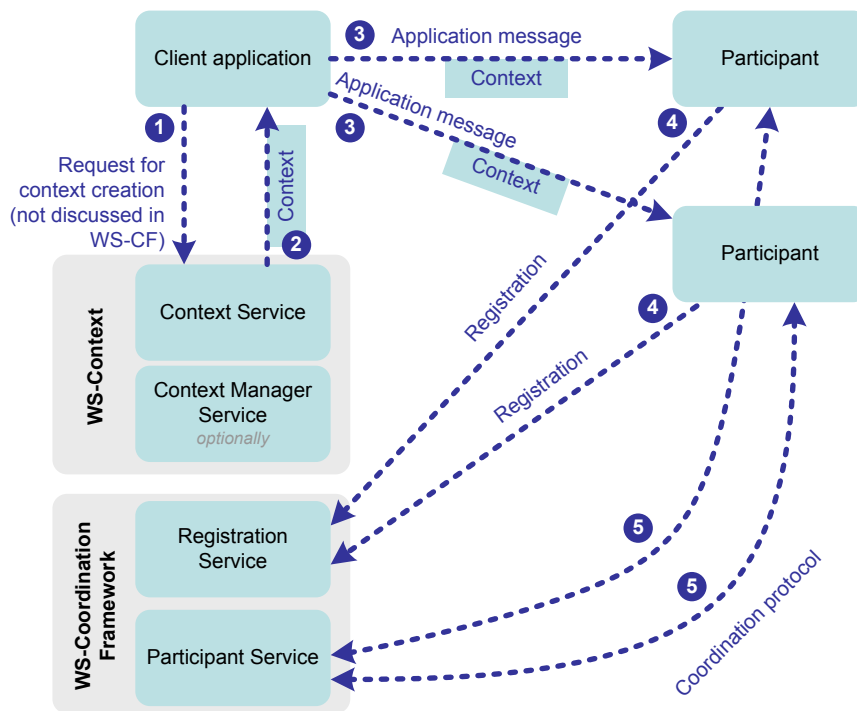 Client application
3
Application message
Context
Participant
1
Request for
context creation
(not discussed in
WS-CF)
Context
2
3
Application message
Context
4
Participant
WS-Context
Context Service
Context Manager
Service
optionally
Registration
4
Registration
WS-Coordination
Framework
Registration
Service
Participant Service
5
5
Coordination protocol